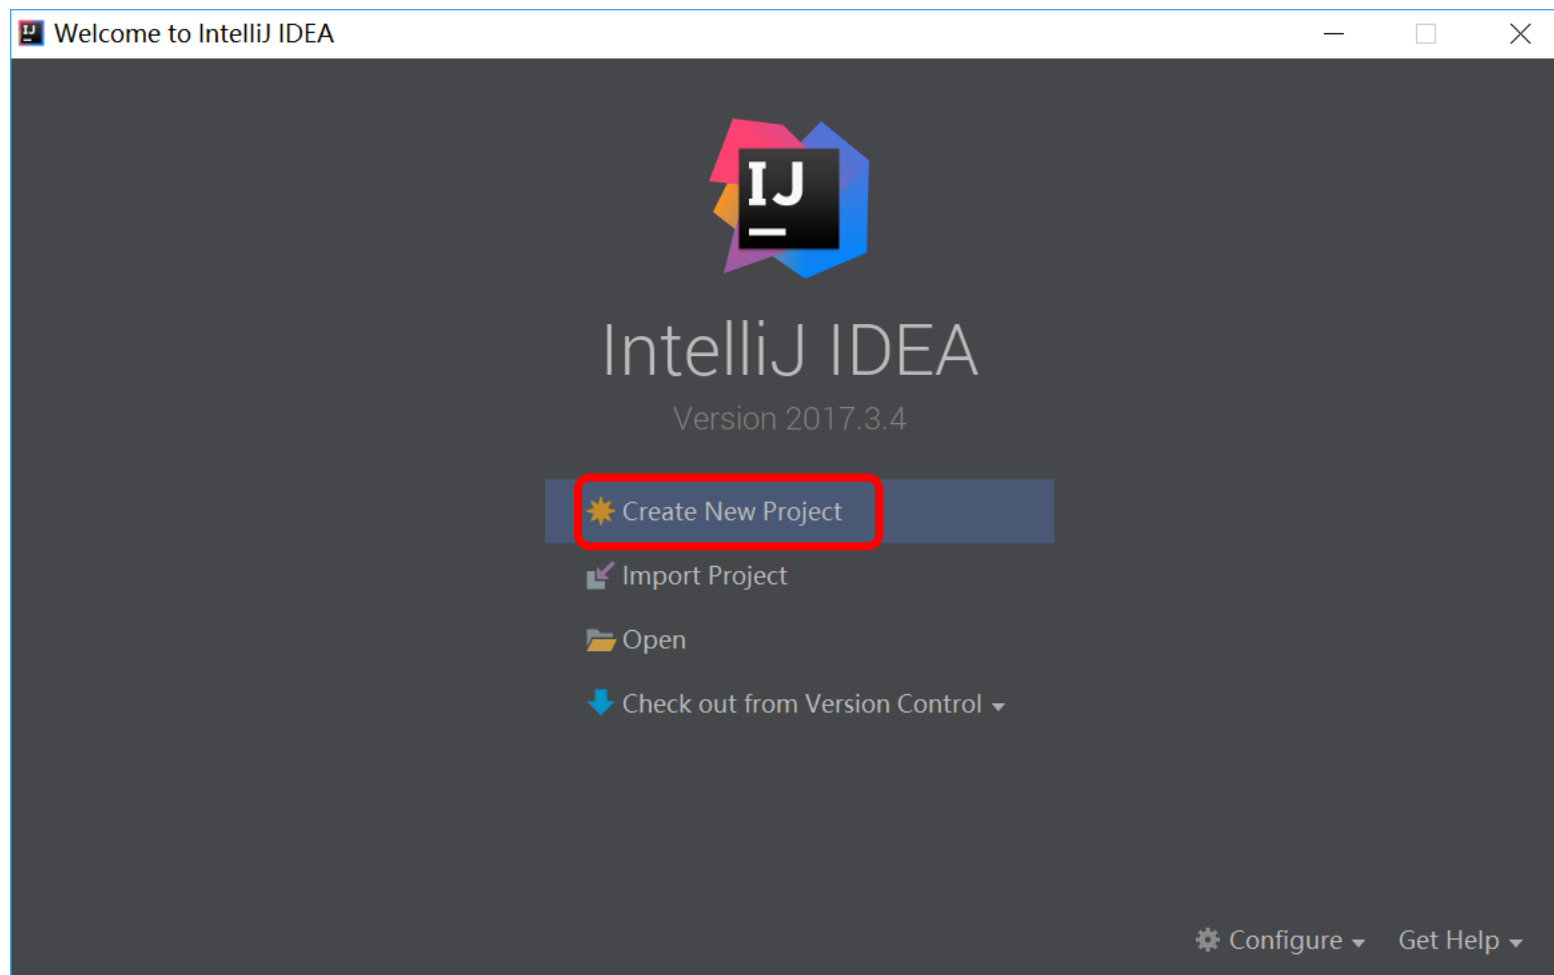 Welcome to IntelliJ IDEA
IJ
IntelliJ IDEA
Version 2017.3.4
Create New Project
Import Project
Open
Check out from Version Control
Configure
Get Help